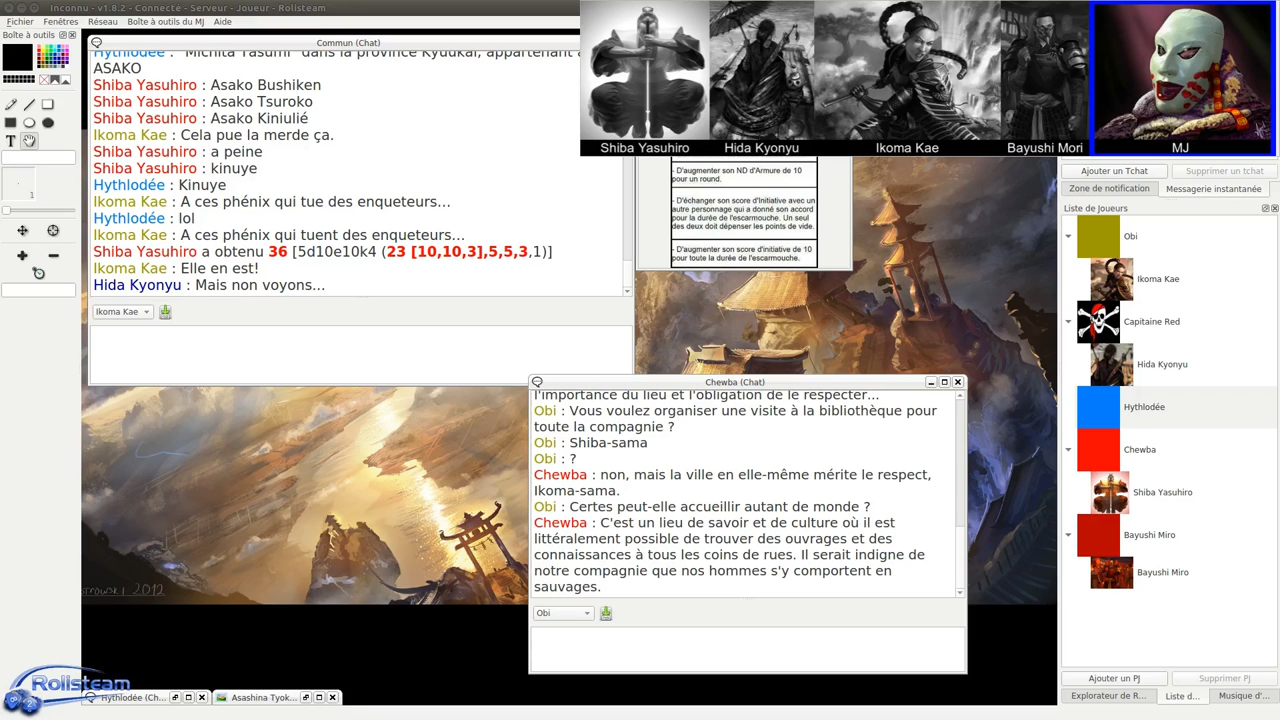 Inconnu - v1.8.2 - Connecté - Serveur - Joueur - Rolisteam
Fichier Fenêtres Réseau Boîte à outils du MJ Aide
Boîte à outils
1
Commun (Chat)
Hythlodée : "Michita Yasumi" dans la province Kyuukai, appartenant a
ASAKO
Shiba Yasuhiro : Asako Bushiken
Shiba Yasuhiro : Asako Tsuroko
Shiba Yasuhiro : Asako Kiniulié
Ikoma Kae : Cela pue la merde ça.
Shiba Yasuhiro : a peine
Shiba Yasuhiro : kinuye
Hythlodée : Kinuye
Ikoma Kae : A ces phénix qui tue des enqueteurs...
Hythlodée : lol
Ikoma Kae : A ces phénix qui tuent des enqueteurs...
Shiba Yasuhiro a obtenu 36 [5d10e10k4 (23 [10,10,3],5,5,3,1)]
Ikoma Kae : Elle en est!
Hida Kyonyu : Mais non voyons...
Ikoma Kae
Shiba Yasuhiro
Hida Kyonyu
Ikoma Kae
Bayushi Mori
MJ
- D'augmenter son ND d'Armure de 10
pour un round.
- D'échanger son score d'Initiative avec un
autre personnage qui a donné son accord
pour la durée de l'escarmouche. Un seul
des deux doit dépenser les points de vide.
- D'augmenter son score d'initiative de 10
pour toute la durée de l'escarmouche.
Chewba (Chat)
l'importance du lieu et l'obligation de le respecter...
Obi : Vous voulez organiser une visite à la bibliothèque pour
toute la compagnie ?
Obi : Shiba-sama
Obi : ?
Chewba : non, mais la ville en elle-même mérite le respect,
Ikoma-sama.
Obi : Certes peut-elle accueillir autant de monde ?
Chewba : C'est un lieu de savoir et de culture où il est
littéralement possible de trouver des ouvrages et des
connaissances à tous les coins de rues. Il serait indigne de
notre compagnie que nos hommes s'y comportent en
sauvages.
Obi
Ajouter un Tchat Supprimer un tchat
Zone de notification Messagerie instantanée
Liste de Joueurs
Obi
Ikoma Kae
Capitaine Red
Hida Kyonyu
Hythlodée
Chewba
Shiba Yasuhiro
Bayushi Miro
Bayushi Miro
Ajouter un PJ Supprimer PJ
Explorateur de R... Liste d... Musique d'...
2012
Rolisteam
Hythlodée (Ch... Asashina Tyok...